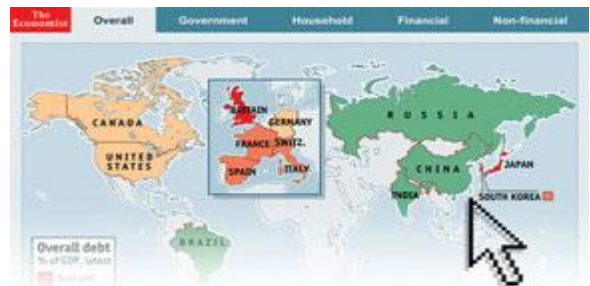 The Economist
Overall
Government
Household
Financial
Non-financial
CANADA
UNITED STATES
BRITAIN
GERMANY
FRANCE
SWITZ.
SPAIN
ITALY
RUSSIA
CHINA
INDIA
JAPAN
SOUTH KOREA
BRAZIL
Overall debt
% of GDP, latest